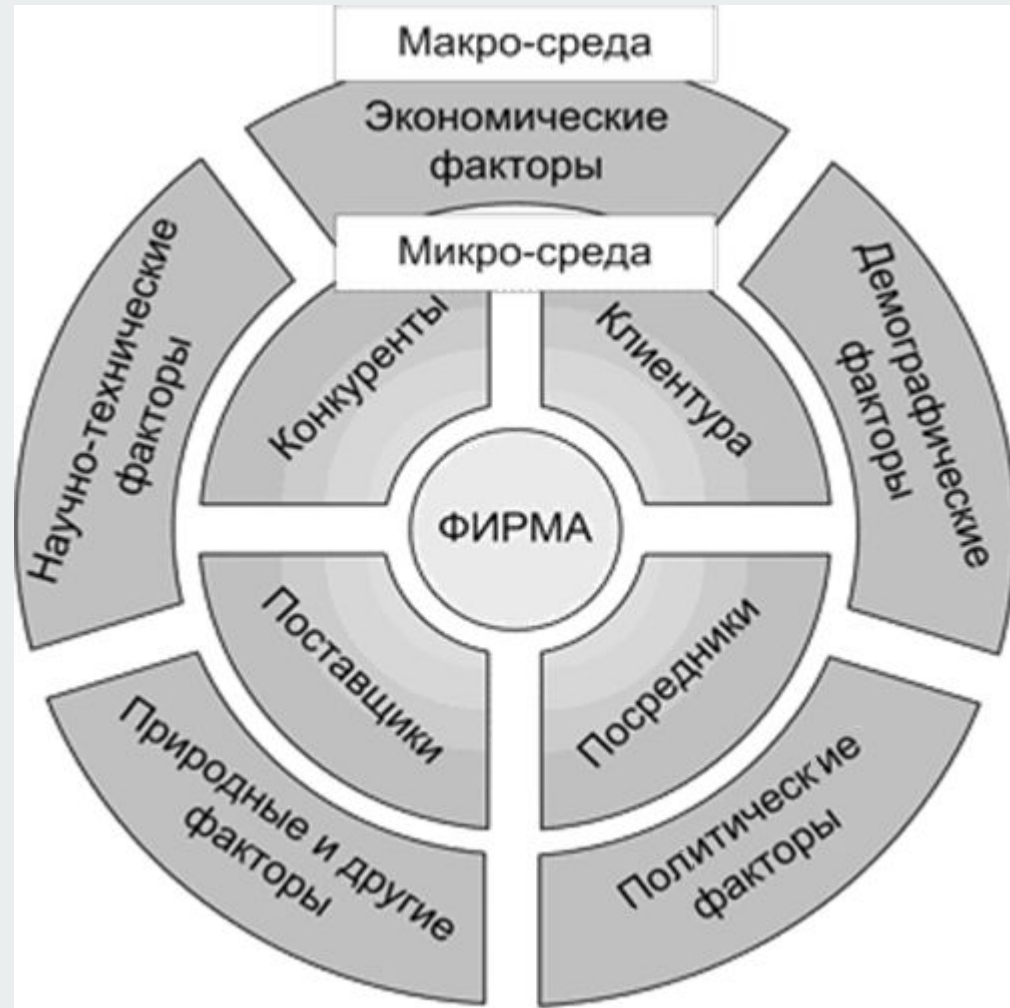 Макро-среда
Экономические
факторы
Микро-среда
Научно-технические
факторы
Демографические
факторы
Конкуренты
Клиентура
ФИРМА
Поставщики
Посредники
Природные и другие
факторы
Политические
факторы